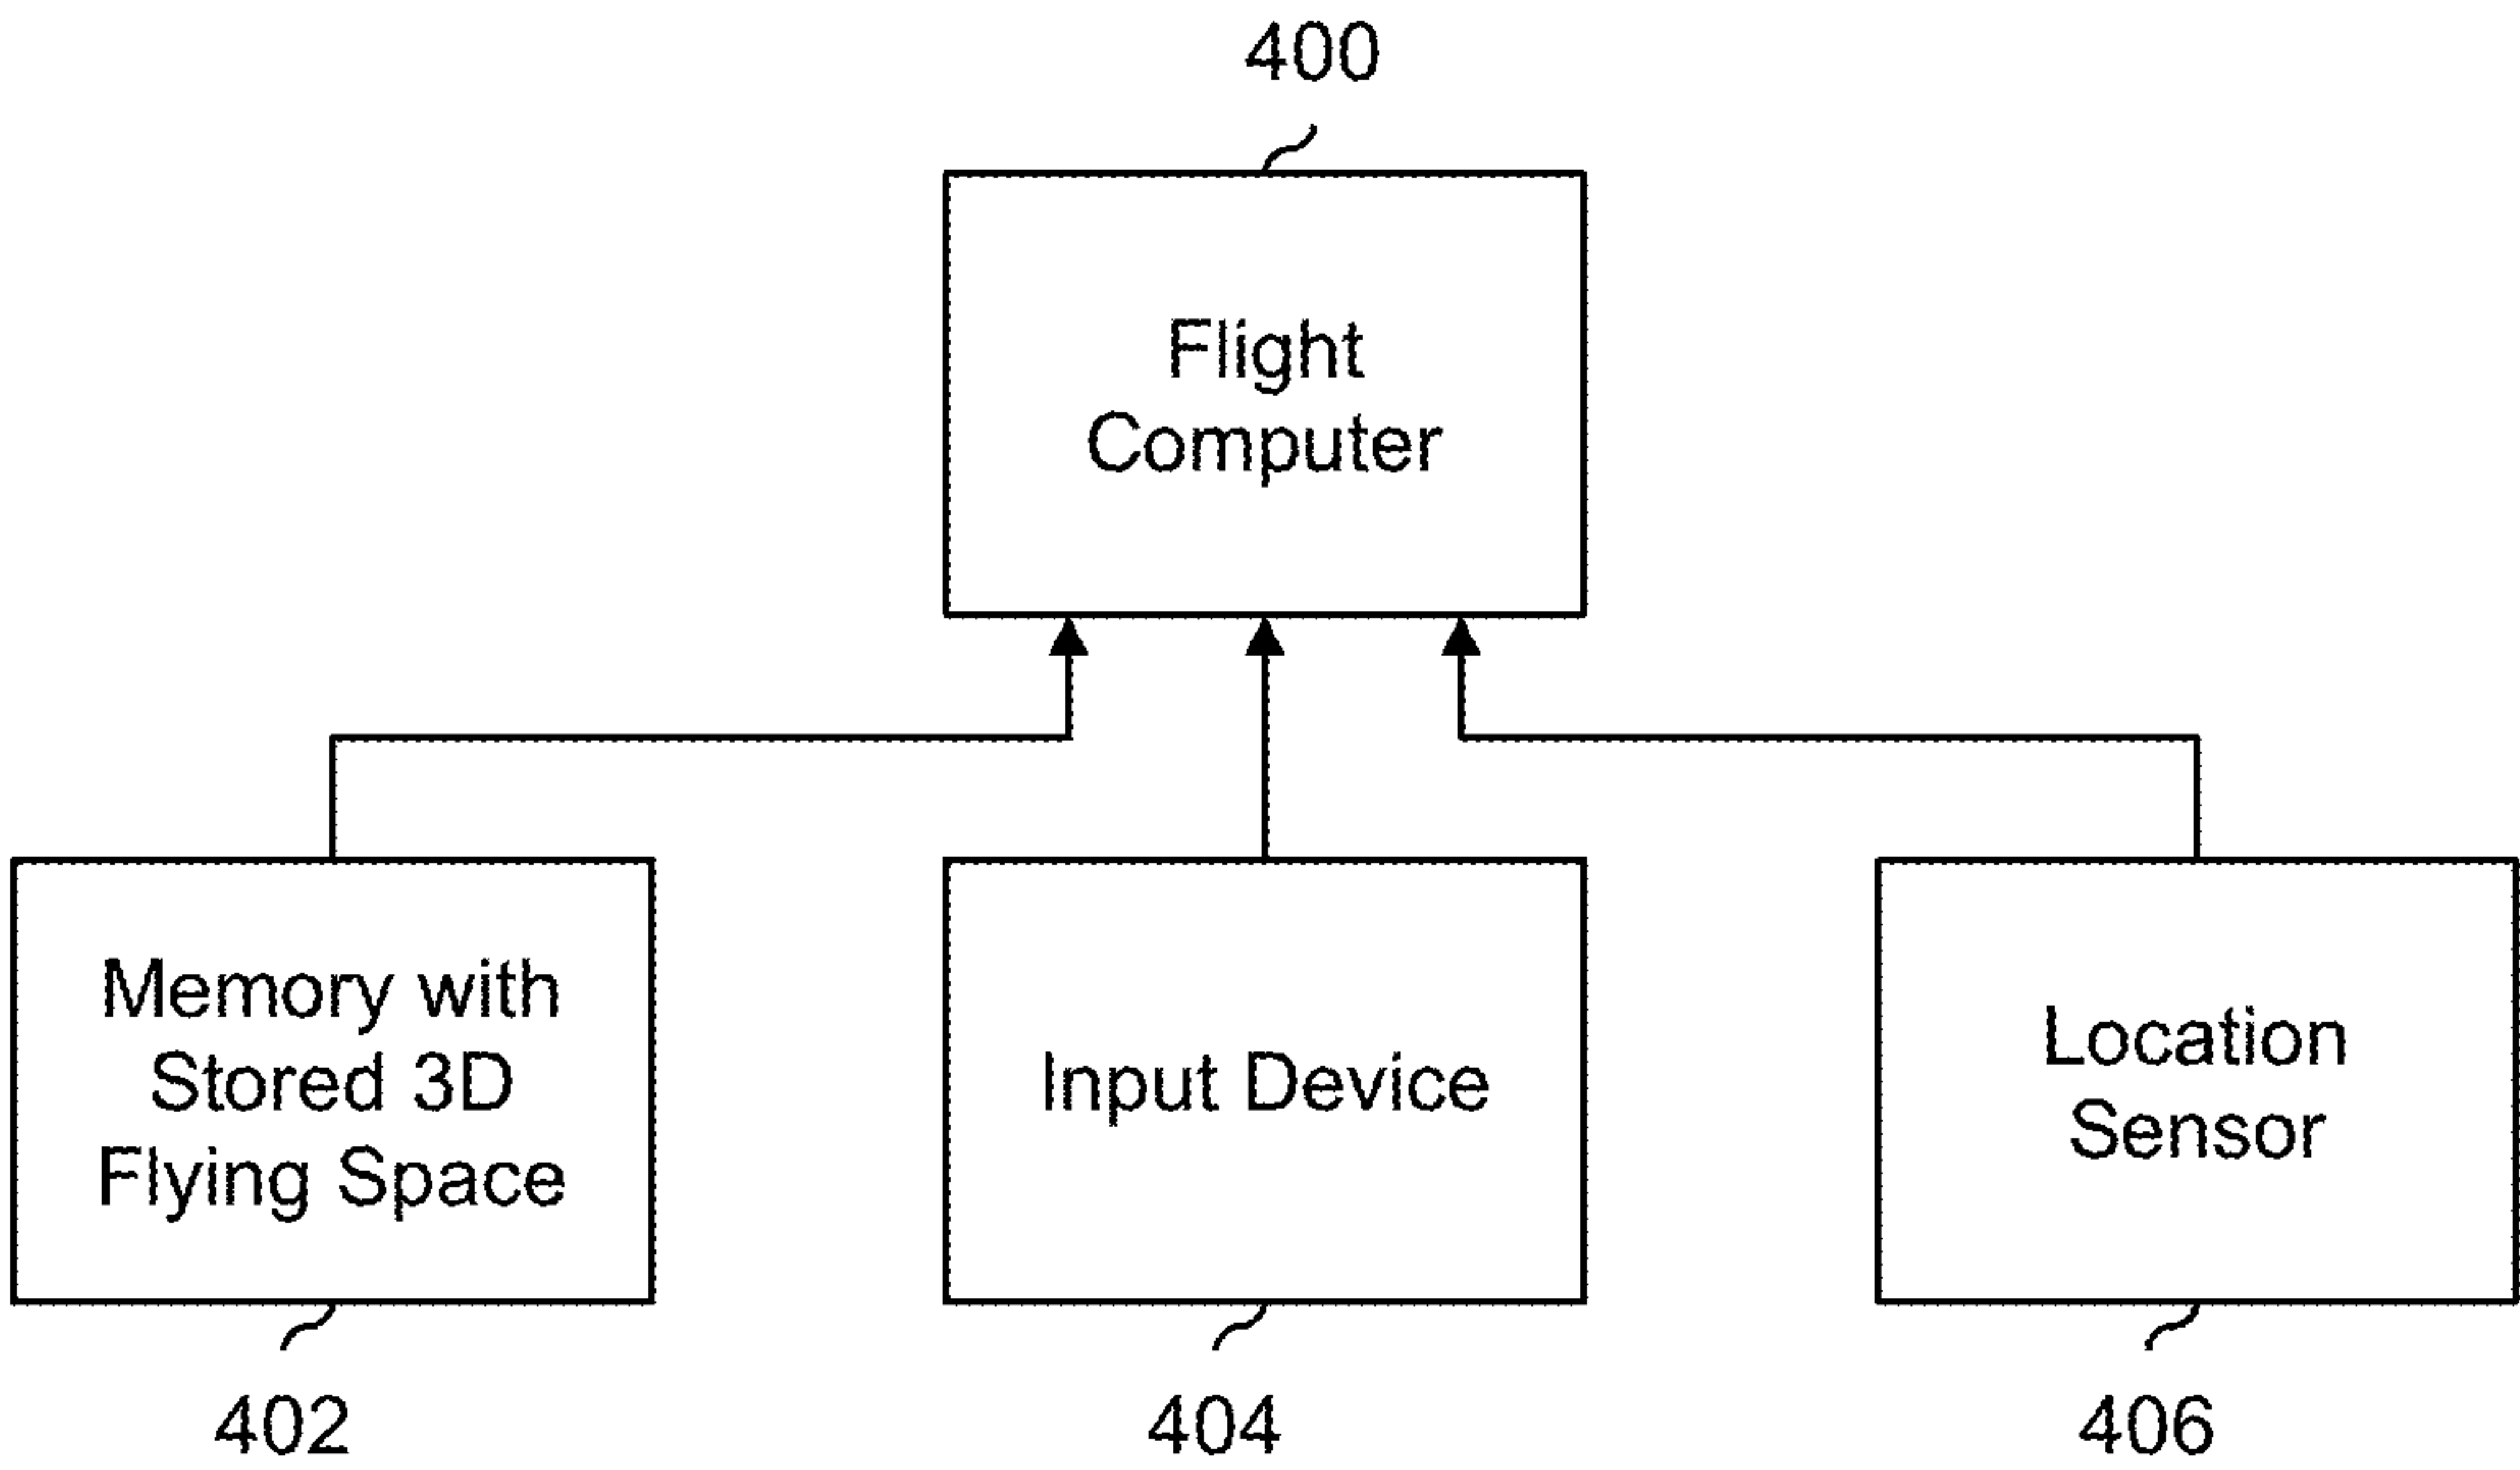 400
Flight
Computer
Memory with
Stored 3D
Flying Space
Input Device
Location
Sensor
402
404
406